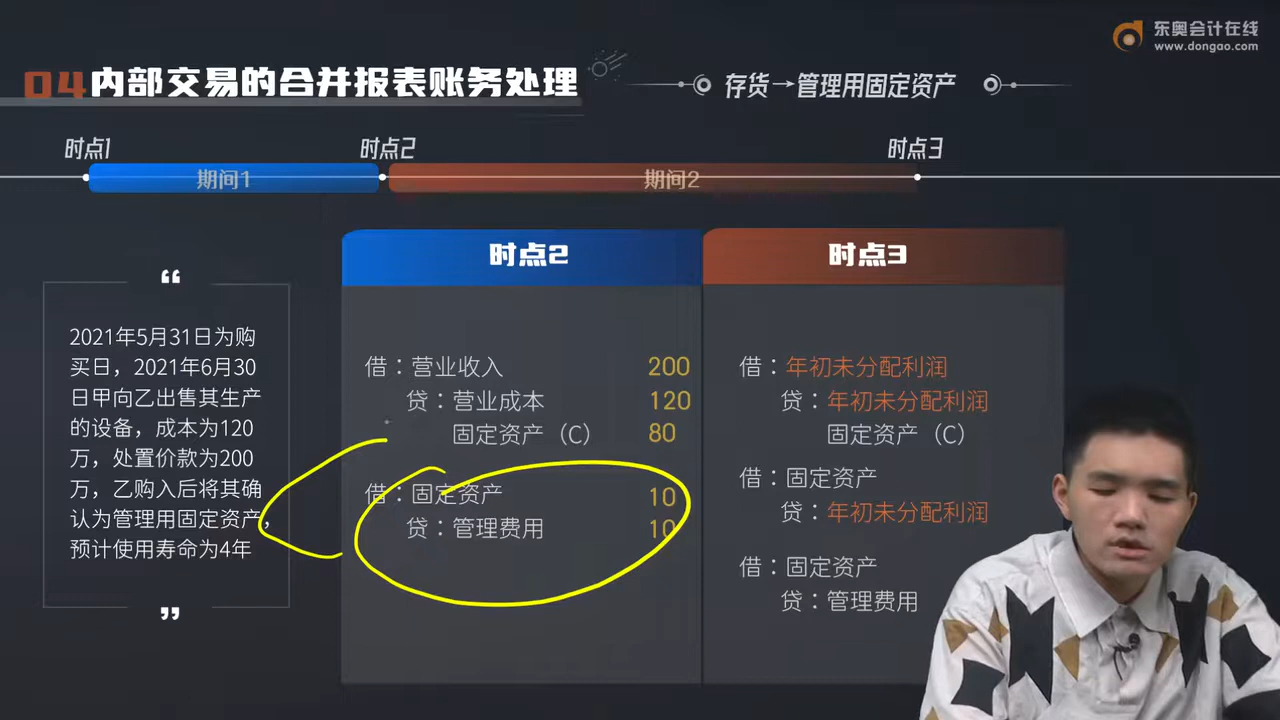 东奥会计在线
www.dongao.com
04内部交易的合并报表账务处理
存货→管理用固定资产
时点1
时点2
时点3
期间1
期间2
“
2021年5月31日为购
买日，2021年6月30
日甲向乙出售其生产
的设备，成本为120
万，处置价款为200
万，乙购入后将其确
认为管理用固定资产，
预计使用寿命为4年
”
时点2
借：营业收入 200
贷：营业成本 120
固定资产（C） 80
借：固定资产 10
贷：管理费用 10
时点3
借：年初未分配利润
贷：年初未分配利润
固定资产（C）
借：固定资产
贷：年初未分配利润
借：固定资产
贷：管理费用